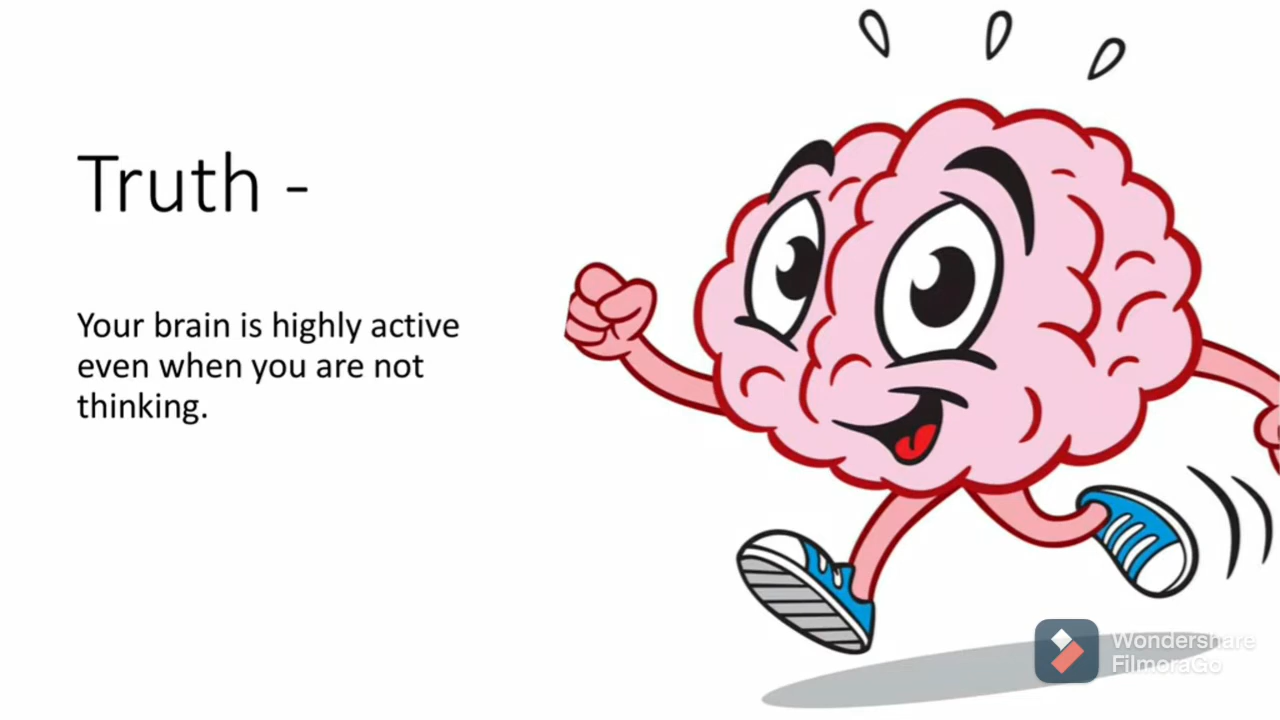 Truth -
Your brain is highly active
even when you are not
thinking.
Wondershare
FilmoraGo